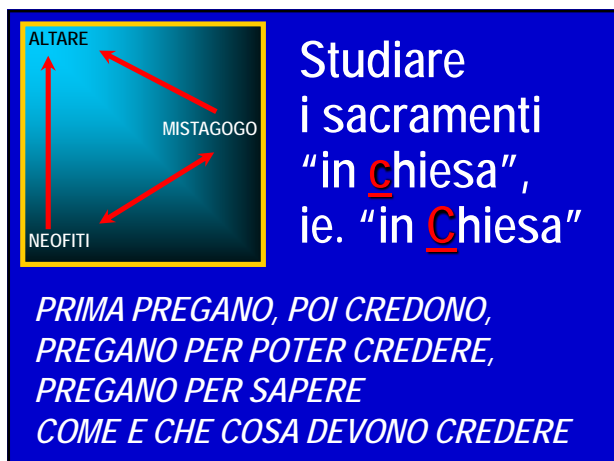 ALTARE
MISTAGOGO
NEOFITI
Studiare
i sacramenti
“in chiesa”,
ie. “in Chiesa”
PRIMA PREGANO, POI CREDONO,
PREGANO PER POTER CREDERE,
PREGANO PER SAPERE
COME E CHE COSA DEVONO CREDERE